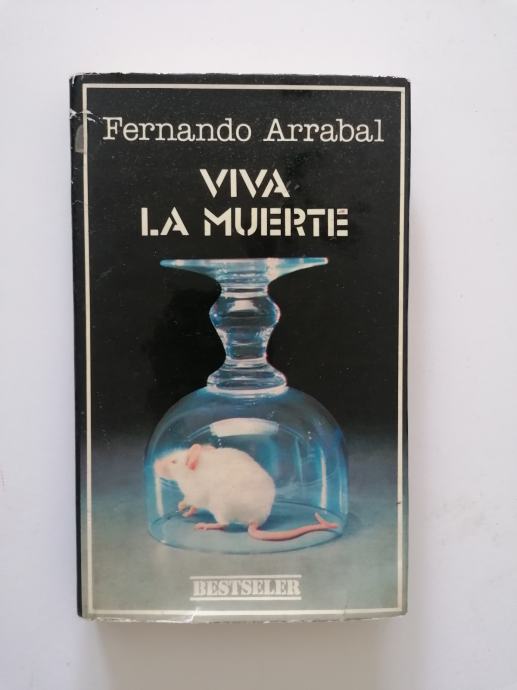 Fernando Arrabal
VIVA
LA MUERTE
BESTSELER